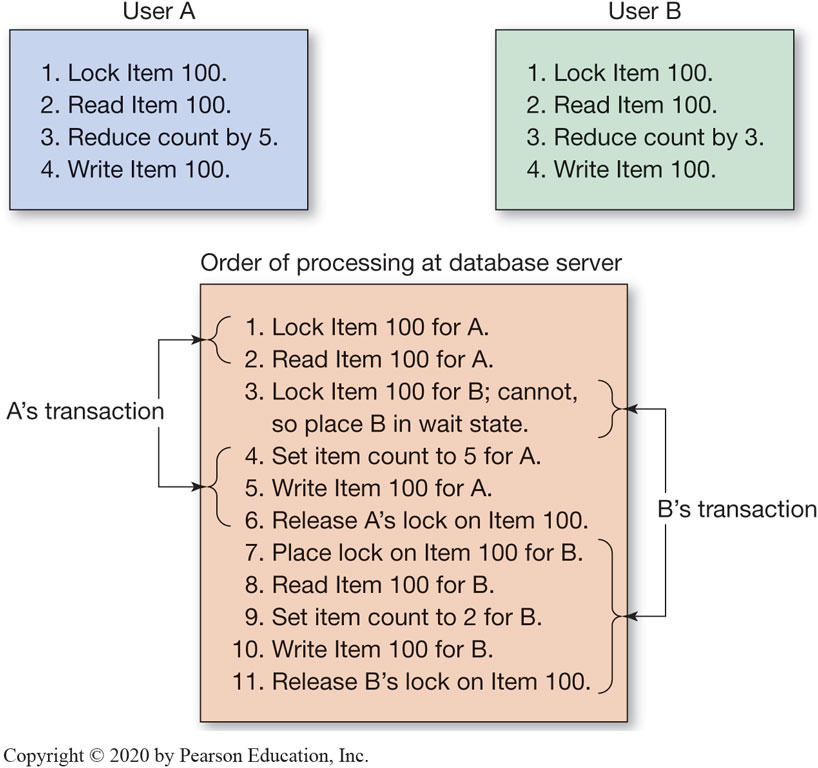 User A
1. Lock Item 100.
2. Read Item 100.
3. Reduce count by 5.
4. Write Item 100.
User B
1. Lock Item 100.
2. Read Item 100.
3. Reduce count by 3.
4. Write Item 100.
Order of processing at database server
1. Lock Item 100 for A.
2. Read Item 100 for A.
3. Lock Item 100 for B; cannot,
so place B in wait state.
4. Set item count to 5 for A.
5. Write Item 100 for A.
6. Release A’s lock on Item 100.
7. Place lock on Item 100 for B.
8. Read Item 100 for B.
9. Set item count to 2 for B.
10. Write Item 100 for B.
11. Release B’s lock on Item 100.
A’s transaction
B’s transaction
Copyright © 2020 by Pearson Education, Inc.